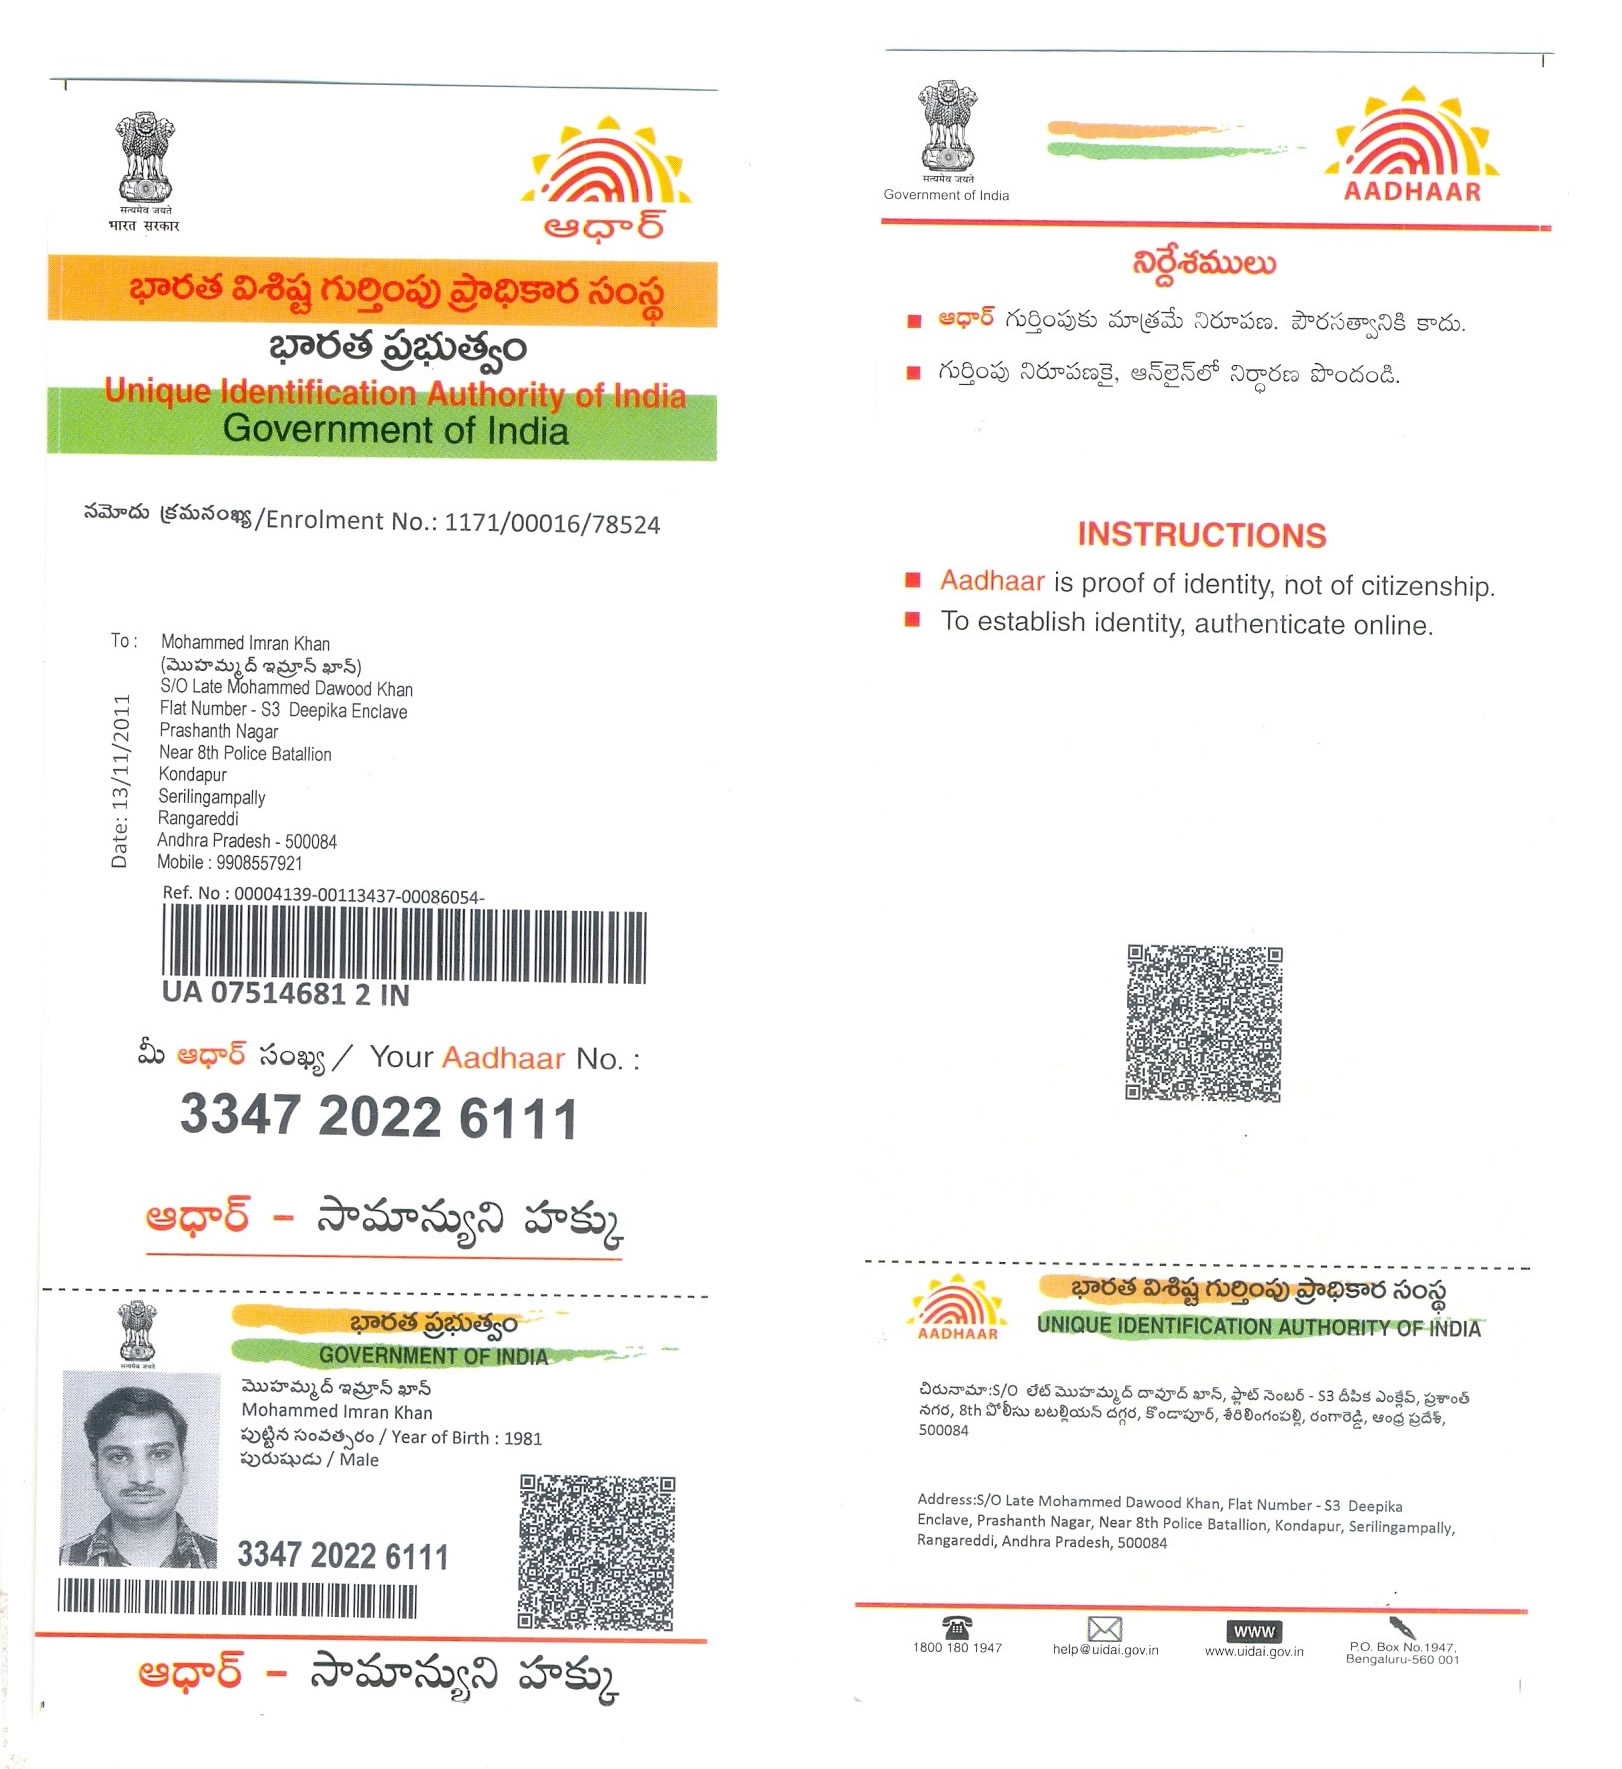 सत्यमेव जयते
भारत सरकार
ఆధార్
భారత విశిష్ట గుర్తింపు ప్రాధికార సంస్థ
భారత ప్రభుత్వం
Unique Identification Authority of India
Government of India
నమోదు క్రమసంఖ్య/Enrolment No.: 1171/00016/78524
To : Mohammed Imran Khan
(మొహమ్మద్ ఇమ్రాన్ ఖాన్)
S/O Late Mohammed Dawood Khan
Flat Number - S3 Deepika Enclave
Prashanth Nagar
Near 8th Police Batallion
Kondapur
Serilingampally
Rangareddi
Andhra Pradesh - 500084
Mobile : 9908557921
Date: 13/11/2011
Ref. No : 00004139-00113437-00086054-
UA 07514681 2 IN
మీ ఆధార్ సంఖ్య / Your Aadhaar No. :
3347 2022 6111
ఆధార్ - సామాన్యుని హక్కు
सत्यमेव जयते
భారత ప్రభుత్వం
GOVERNMENT OF INDIA
మొహమ్మద్ ఇమ్రాన్ ఖాన్
Mohammed Imran Khan
పుట్టిన సంవత్సరం / Year of Birth : 1981
పురుషుడు / Male
3347 2022 6111
ఆధార్ - సామాన్యుని హక్కు
सत्यमेव जयते
Government of India
AADHAAR
నిర్దేశములు
ఆధార్ గుర్తింపుకు మాత్రమే నిరూపణ. పౌరసత్వానికి కాదు.
గుర్తింపు నిరూపణకై, ఆన్‌లైన్‌లో నిర్ధారణ పొందండి.
INSTRUCTIONS
Aadhaar is proof of identity, not of citizenship.
To establish identity, authenticate online.
AADHAAR
భారత విశిష్ట గుర్తింపు ప్రాధికార సంస్థ
UNIQUE IDENTIFICATION AUTHORITY OF INDIA
చిరునామా:S/O లేట్ మొహమ్మద్ దావూద్ ఖాన్, ఫ్లాట్ నెంబర్ - S3 దీపిక ఎంక్లేవ్, ప్రశాంత్
నగర, 8th పోలీసు బటల్లియన్ దగ్గర, కొండాపూర్, శేరిలింగంపల్లి, రంగారెడ్డి, ఆంధ్ర ప్రదేశ్,
500084
Address:S/O Late Mohammed Dawood Khan, Flat Number - S3 Deepika
Enclave, Prashanth Nagar, Near 8th Police Batallion, Kondapur, Serilingampally,
Rangareddi, Andhra Pradesh, 500084
1800 180 1947
help@uidai.gov.in
WWW
www.uidai.gov.in
P.O. Box No.1947,
Bengaluru-560 001